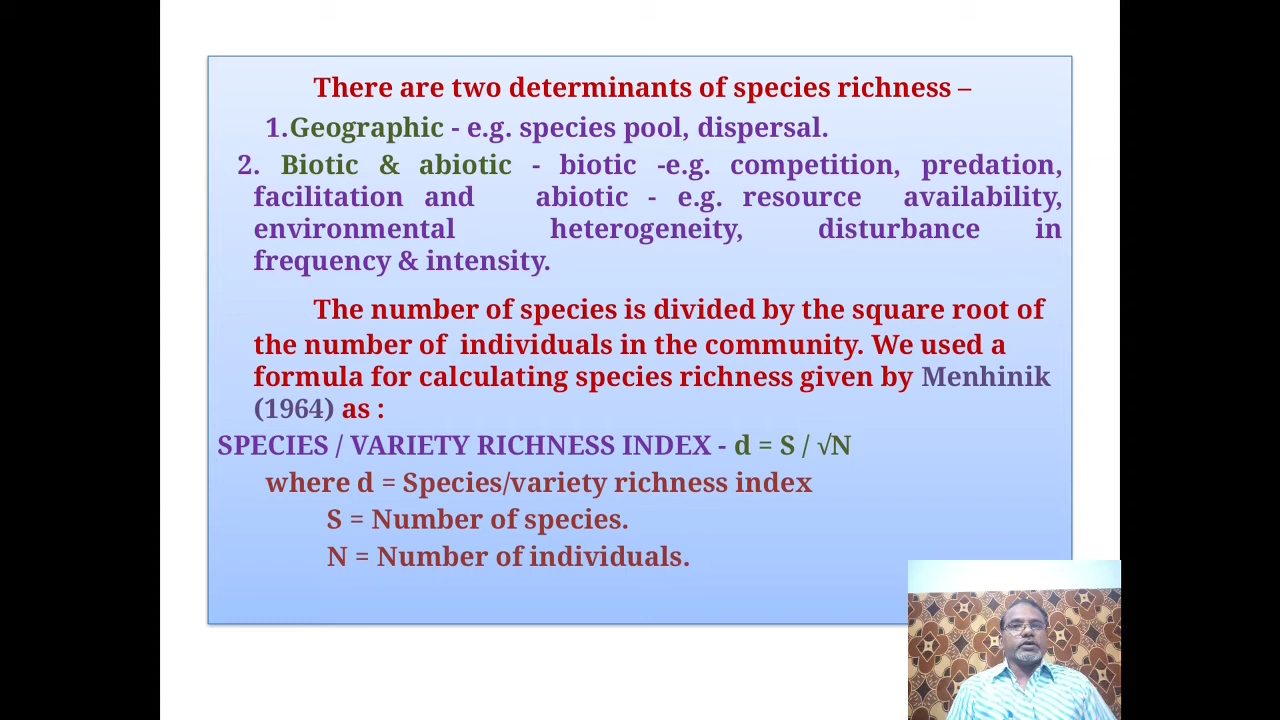 There are two determinants of species richness –
1.Geographic - e.g. species pool, dispersal.
2. Biotic & abiotic - biotic -e.g. competition, predation,
facilitation and abiotic - e.g. resource availability,
environmental heterogeneity, disturbance in
frequency & intensity.
The number of species is divided by the square root of
the number of individuals in the community. We used a
formula for calculating species richness given by Menhinik
(1964) as :
SPECIES / VARIETY RICHNESS INDEX - d = S / √N
where d = Species/variety richness index
S = Number of species.
N = Number of individuals.